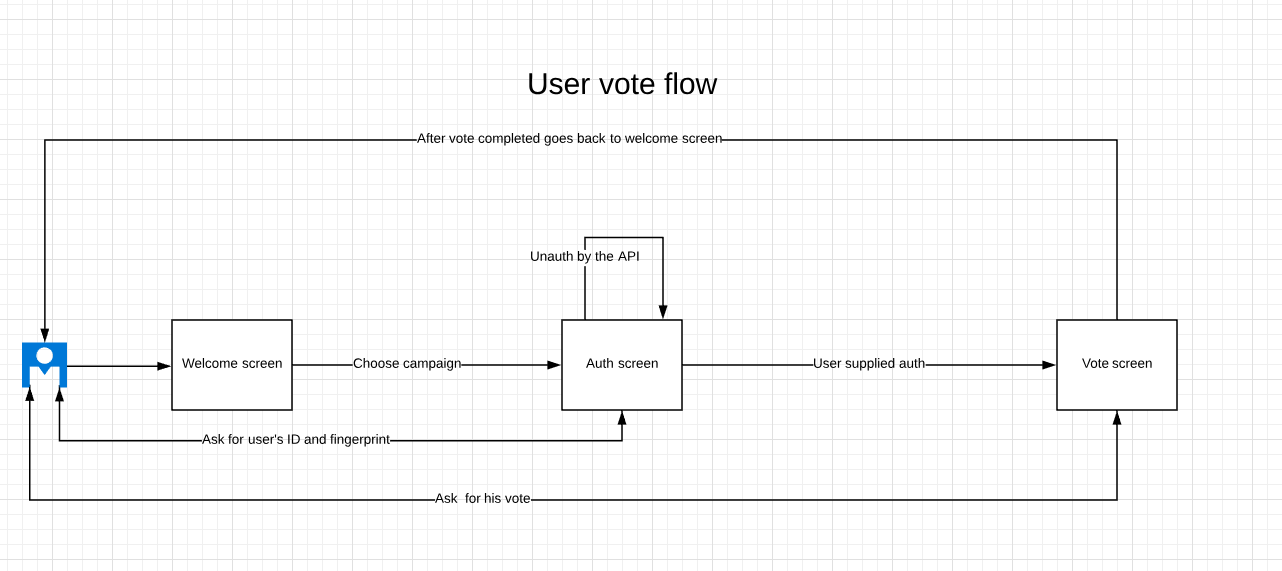 User vote flow
After vote completed goes back to welcome screen
Unauth by the API
Welcome screen
Choose campaign
Auth screen
User supplied auth
Vote screen
Ask for user's ID and fingerprint
Ask  for his vote